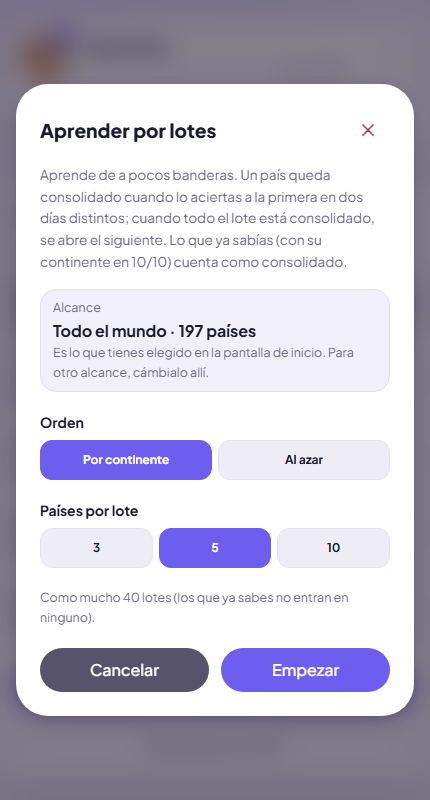 Aprender por lotes
Aprende de a pocos banderas. Un país queda
consolidado cuando lo aciertas a la primera en dos
días distintos; cuando todo el lote está consolidado,
se abre el siguiente. Lo que ya sabías (con su
continente en 10/10) cuenta como consolidado.
Alcance
Todo el mundo · 197 países
Es lo que tienes elegido en la pantalla de inicio. Para
otro alcance, cámbialo allí.
Orden
Por continente
Al azar
Países por lote
3
5
10
Como mucho 40 lotes (los que ya sabes no entran en
ninguno).
Cancelar
Empezar